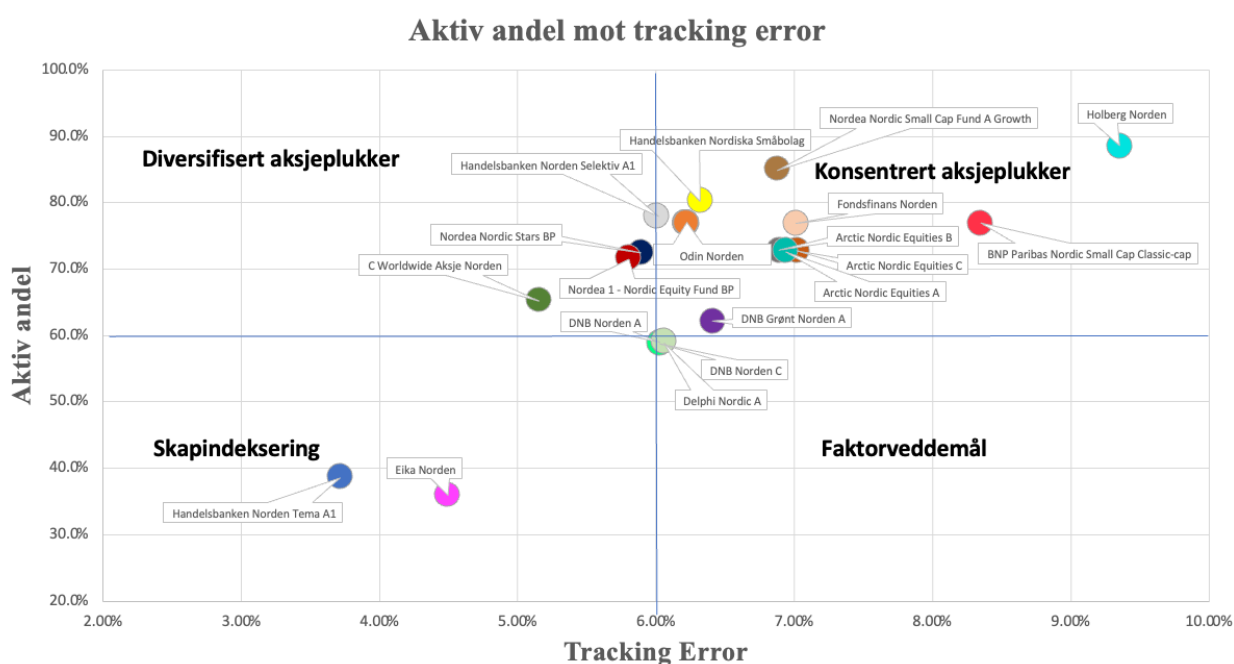 Aktiv andel mot tracking error
100.0%
90.0%
80.0%
70.0%
60.0%
50.0%
40.0%
30.0%
20.0%
Aktiv andel
Diversifisert aksjeplukker
Konsentrert aksjeplukker
Skapindeksering
Faktorveddemål
Holberg Norden
Nordea Nordic Small Cap Fund A Growth
Handelsbanken Nordiska Småbolag
Handelsbanken Norden Selektiv A1
Fondsfinans Norden
Nordea Nordic Stars BP
Arctic Nordic Equities B
Odin Norden
BNP Paribas Nordic Small Cap Classic-cap
C Worldwide Aksje Norden
Arctic Nordic Equities C
Nordea 1 - Nordic Equity Fund BP
Arctic Nordic Equities A
DNB Norden A
DNB Grønt Norden A
DNB Norden C
Delphi Nordic A
Eika Norden
Handelsbanken Norden Tema A1
2.00%
3.00%
4.00%
5.00%
6.00%
7.00%
8.00%
9.00%
10.00%
Tracking Error